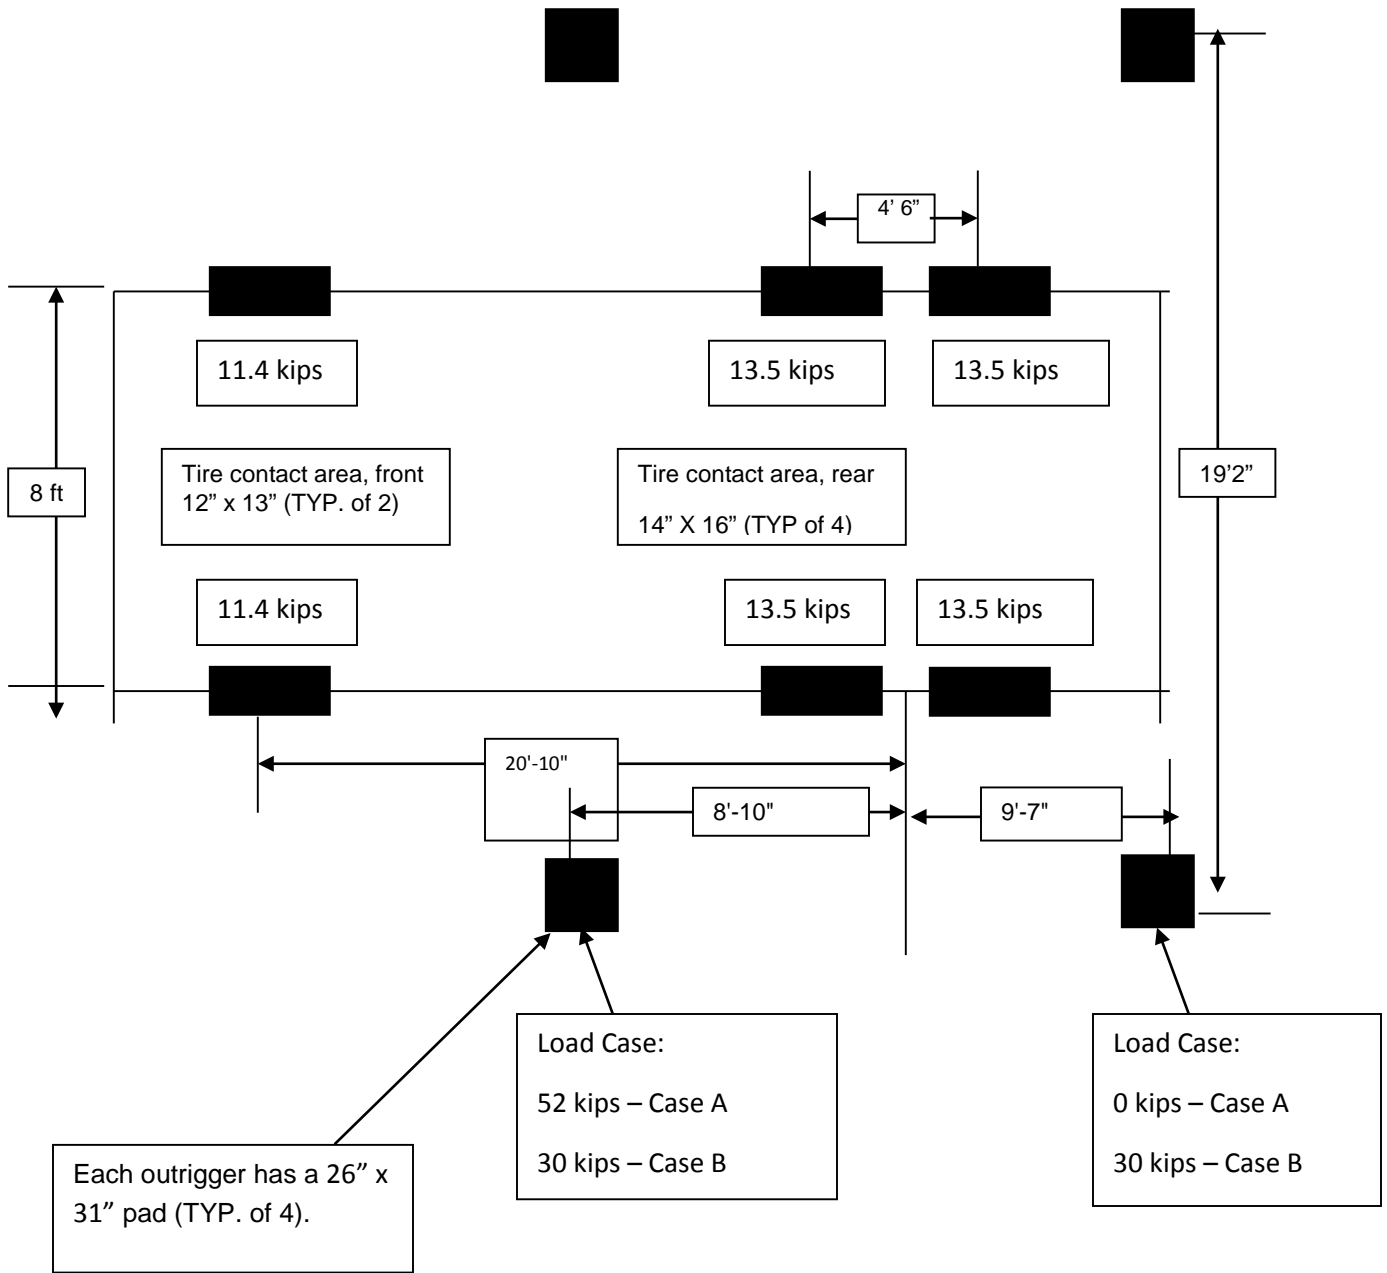 4' 6”
11.4 kips
13.5 kips
13.5 kips
8 ft
Tire contact area, front
12” x 13” (TYP. of 2)
Tire contact area, rear
14” X 16” (TYP of 4)
19’2”
11.4 kips
13.5 kips
13.5 kips
20'-10"
8'-10"
9'-7"
Load Case:
52 kips – Case A
30 kips – Case B
Load Case:
0 kips – Case A
30 kips – Case B
Each outrigger has a 26” x
31” pad (TYP. of 4).